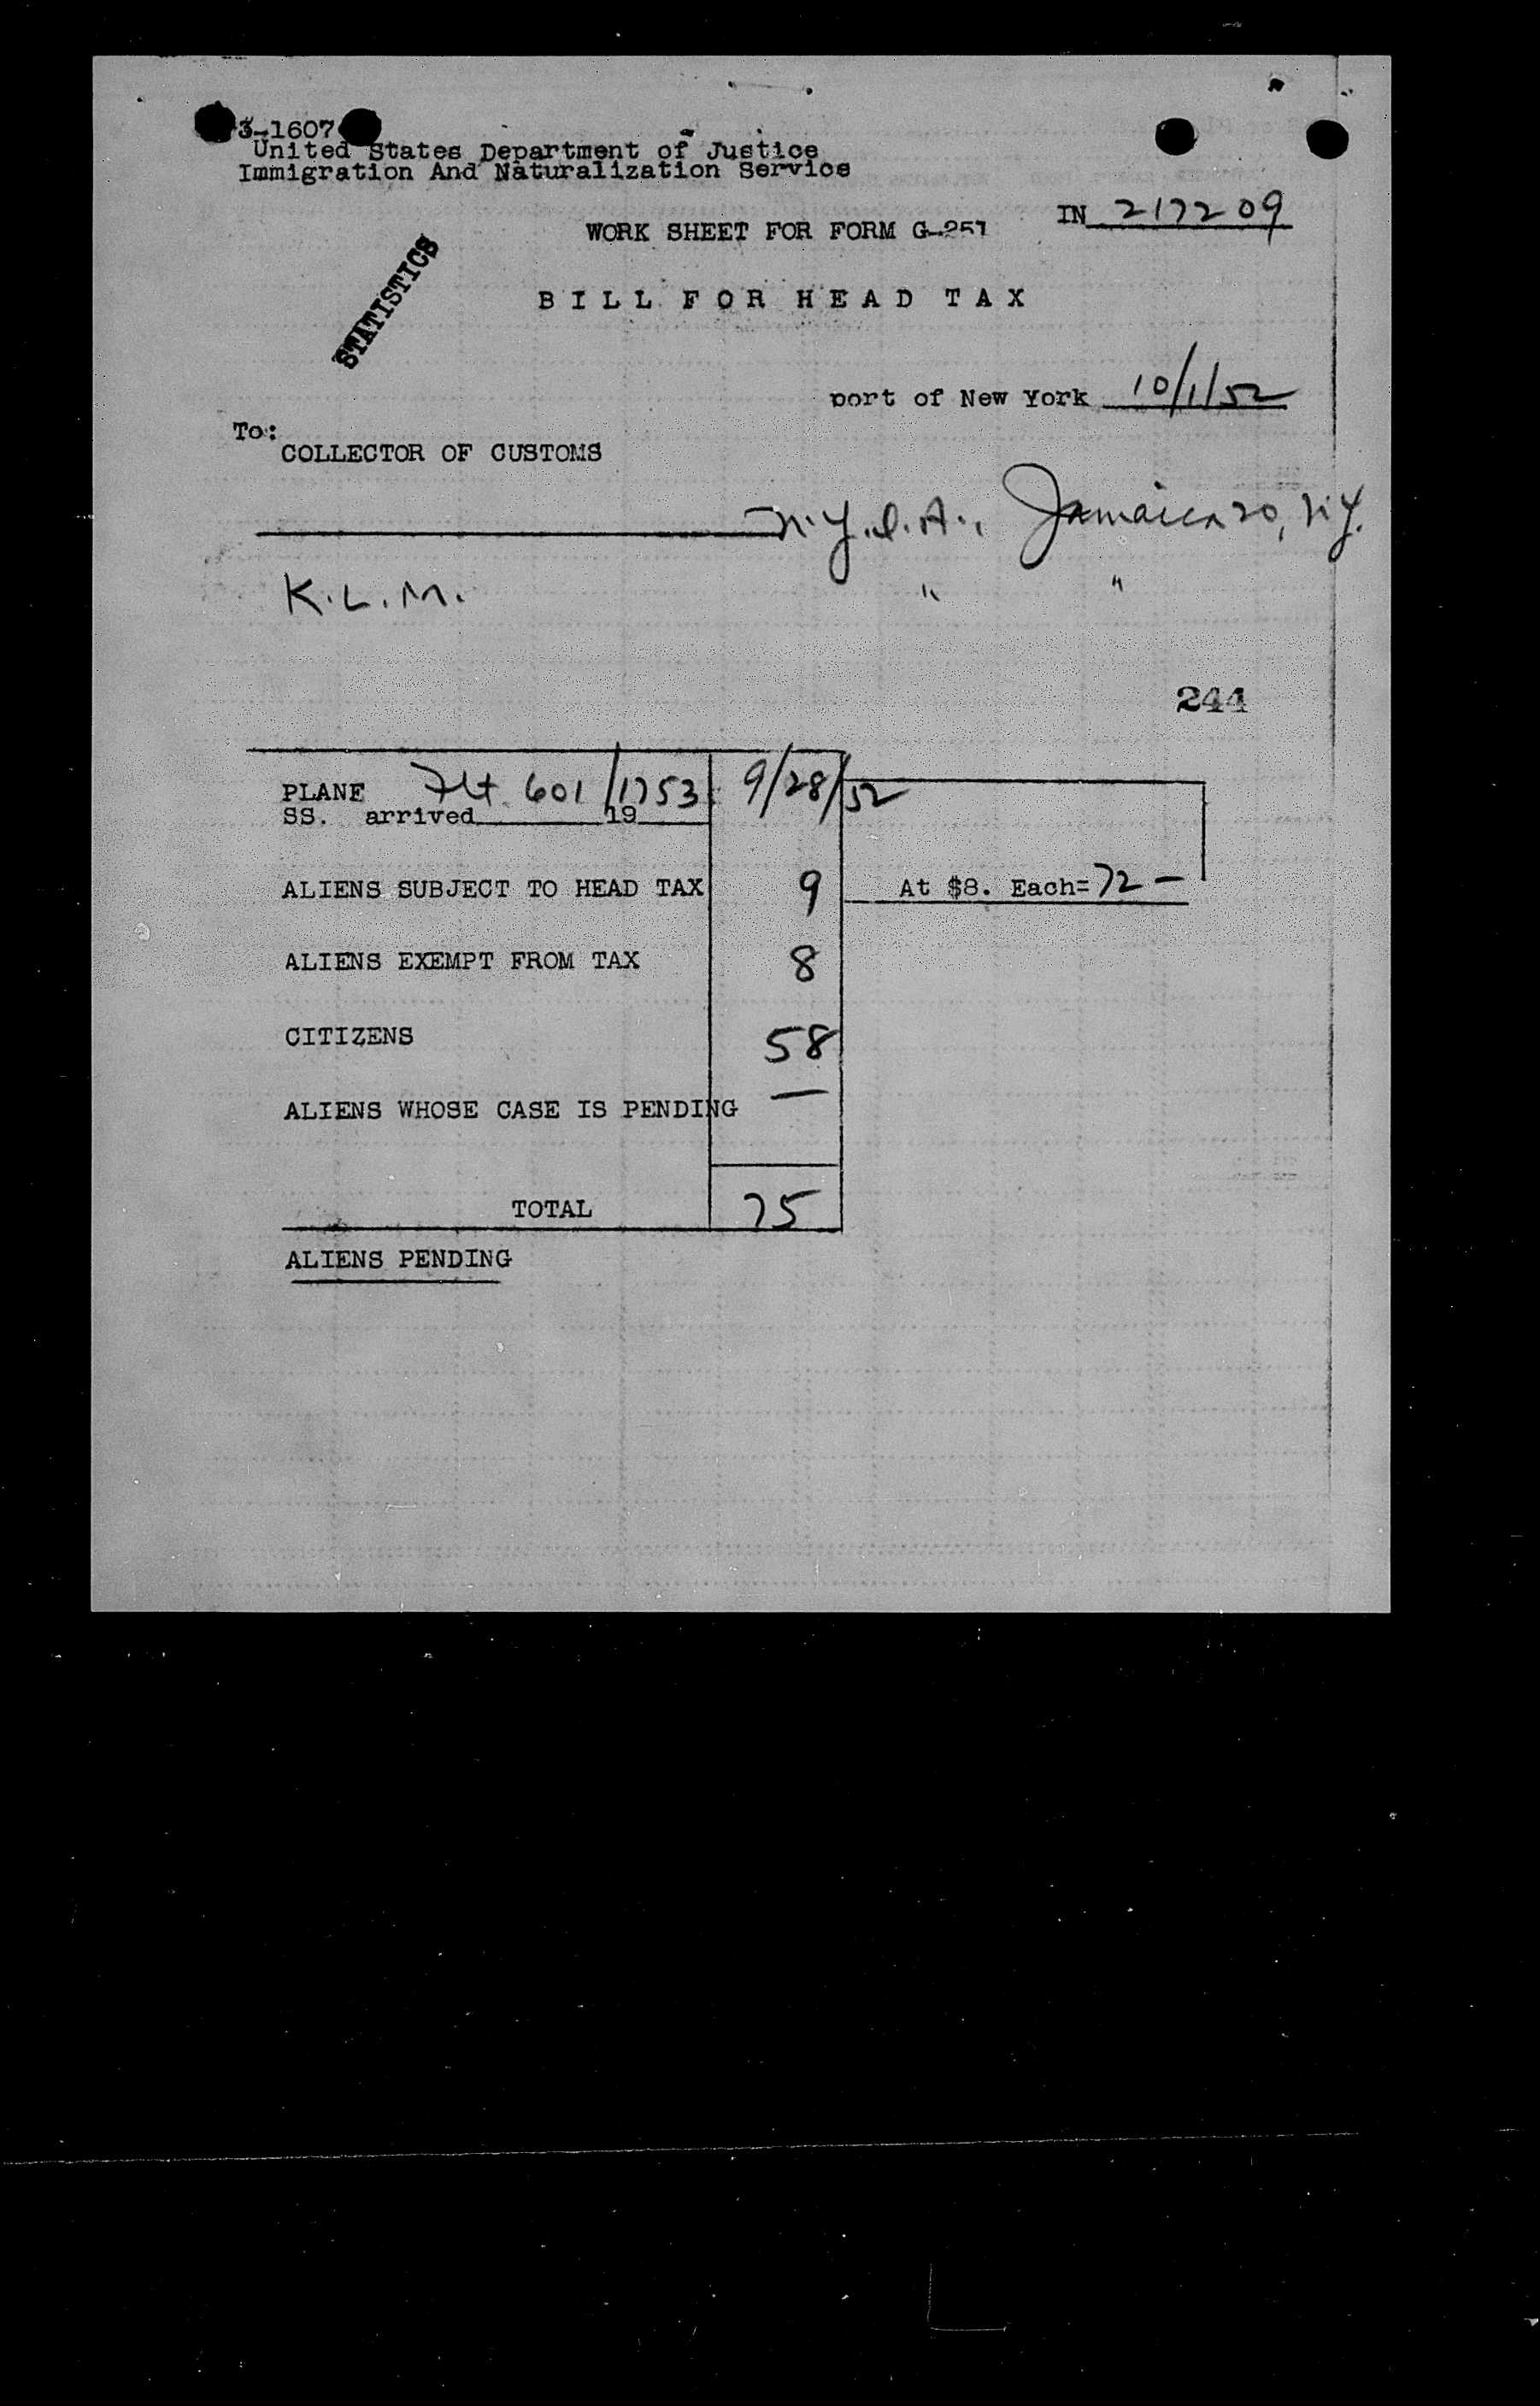 3-1607
United States Department of Justice
Immigration And Naturalization Service
IN 217209
WORK SHEET FOR FORM G-251
STATISTICS
BILL FOR HEAD TAX
port of New York 10/1/52
To:
COLLECTOR OF CUSTOMS
N.Y.I.A., Jamaica 30, N.Y.
K.L.M. " "
244
PLANE Flt. 601/1753 9/28/52
SS. arrived 19
ALIENS SUBJECT TO HEAD TAX 9 At $8. Each= 72 —
ALIENS EXEMPT FROM TAX 8
CITIZENS 58
ALIENS WHOSE CASE IS PENDING —
TOTAL 75
ALIENS PENDING